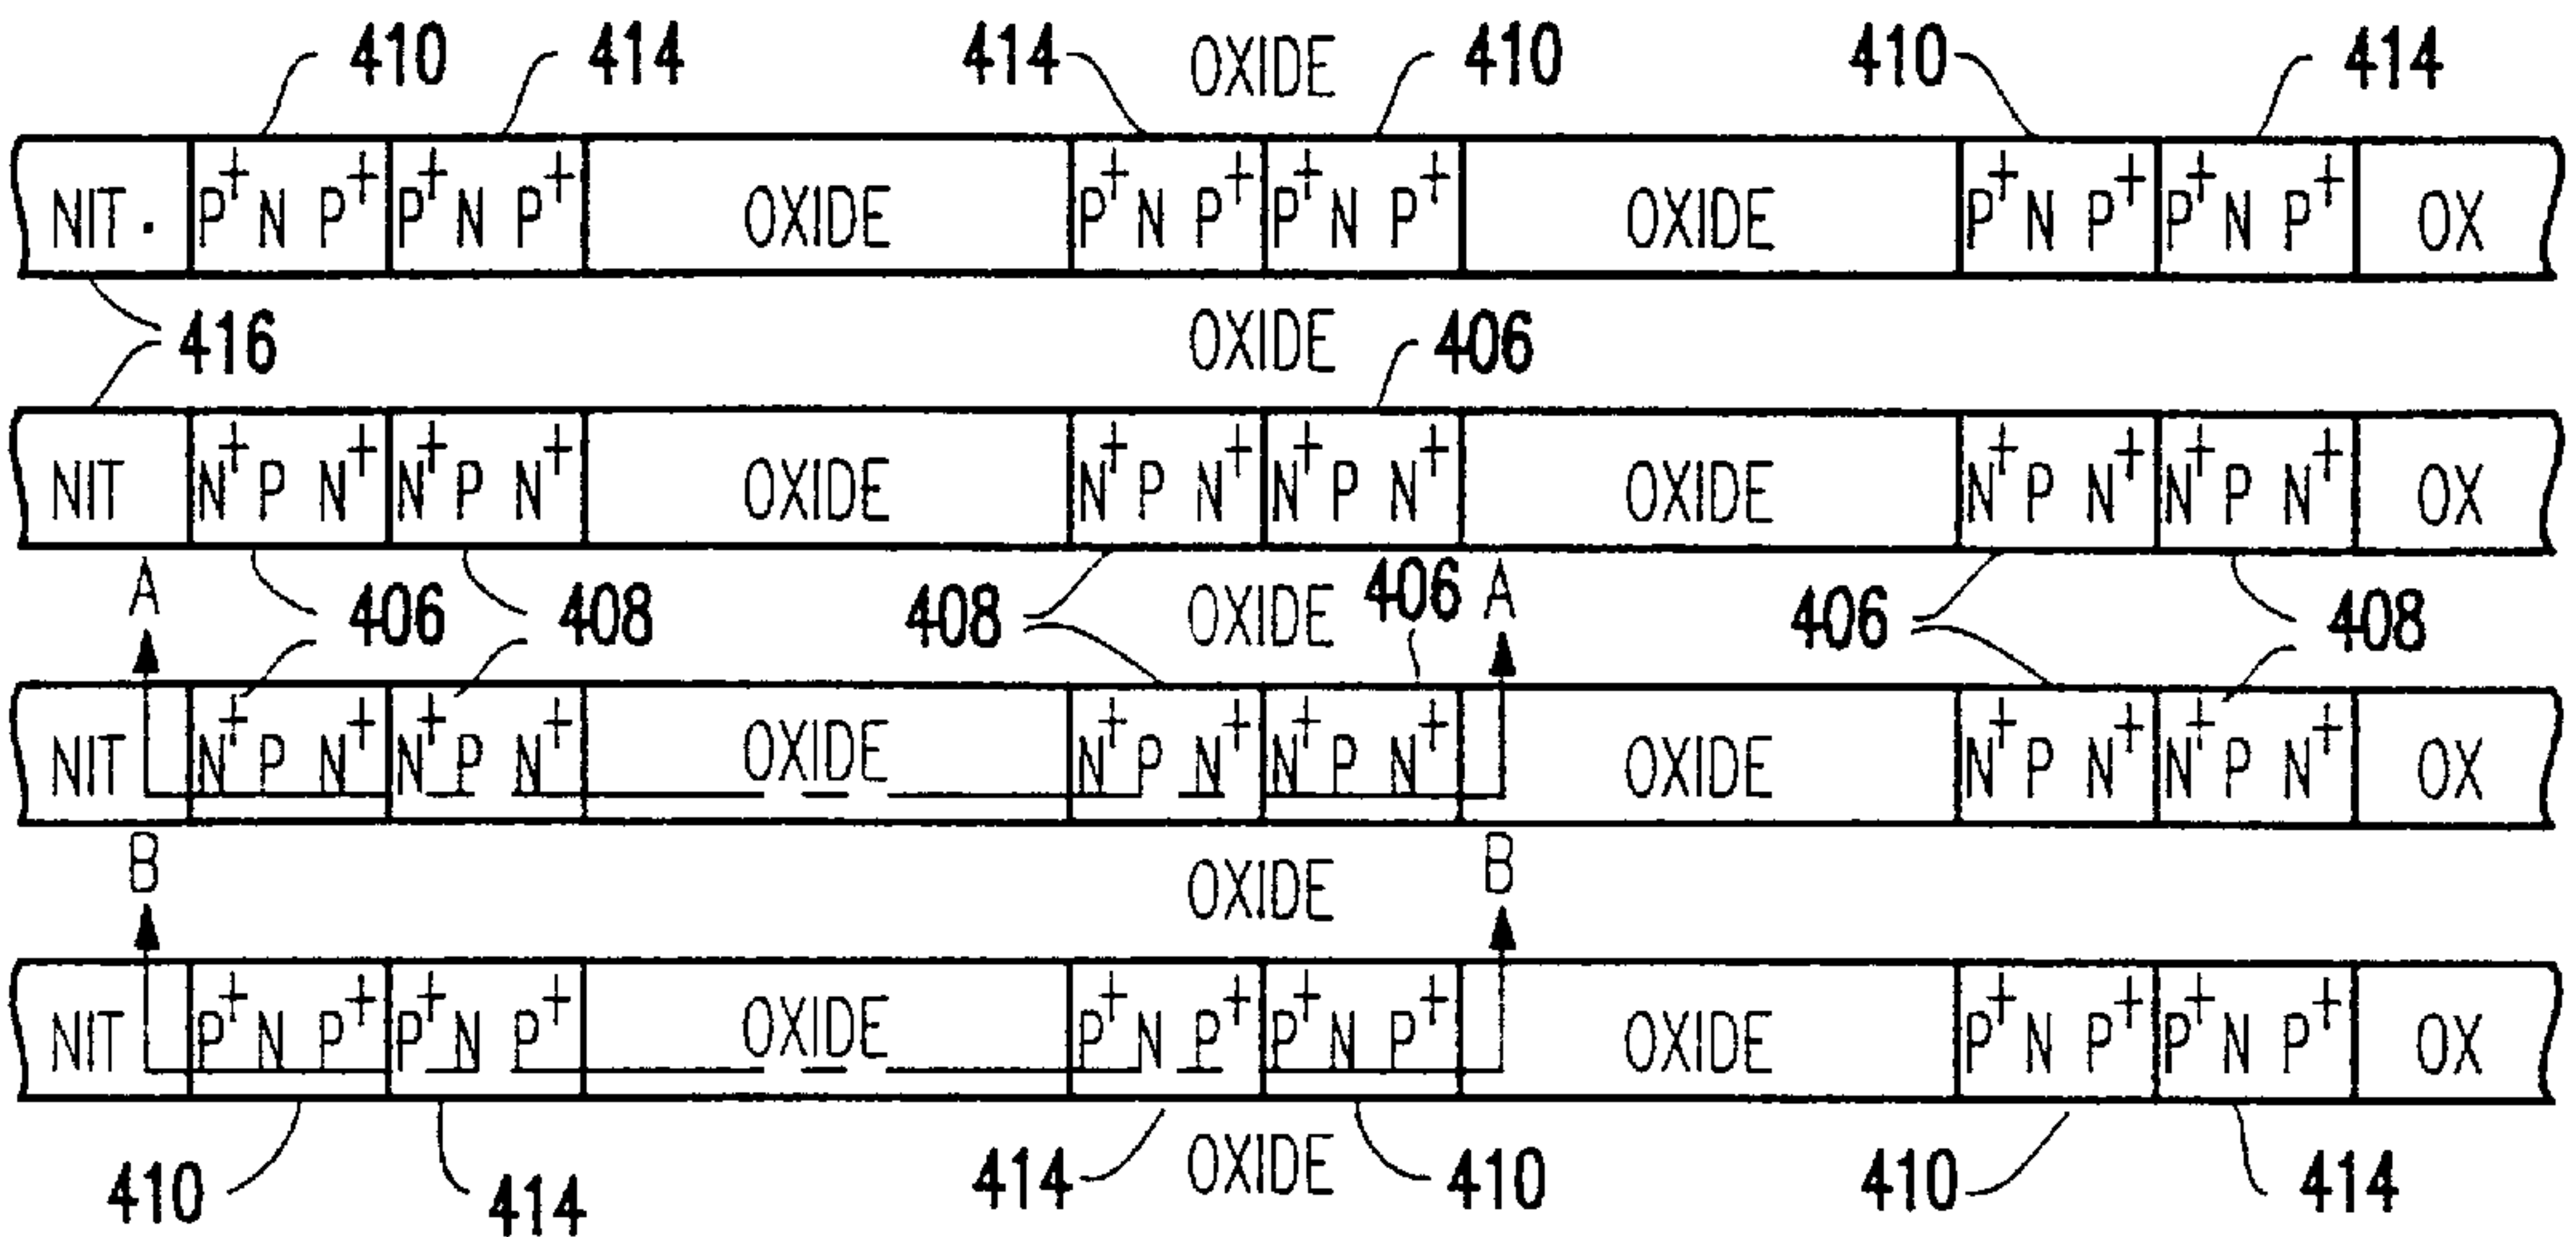 410 414 414 OXIDE 410 410 414
NIT. P+ N P+ P+ N P+ OXIDE P+ N P+ P+ N P+ OXIDE P+ N P+ P+ N P+ OX
416 OXIDE 406
NIT N+ P N+ N+ P N+ OXIDE N+ P N+ N+ P N+ OXIDE N+ P N+ N+ P N+ OX
A 406 408 408 OXIDE 406 A 406 408
NIT N+ P N+ N+ P N+ OXIDE N+ P N+ N+ P N+ OXIDE N+ P N+ N+ P N+ OX
B OXIDE B
NIT P+ N P+ P+ N P+ OXIDE P+ N P+ P+ N P+ OXIDE P+ N P+ P+ N P+ OX
410 414 414 OXIDE 410 410 414